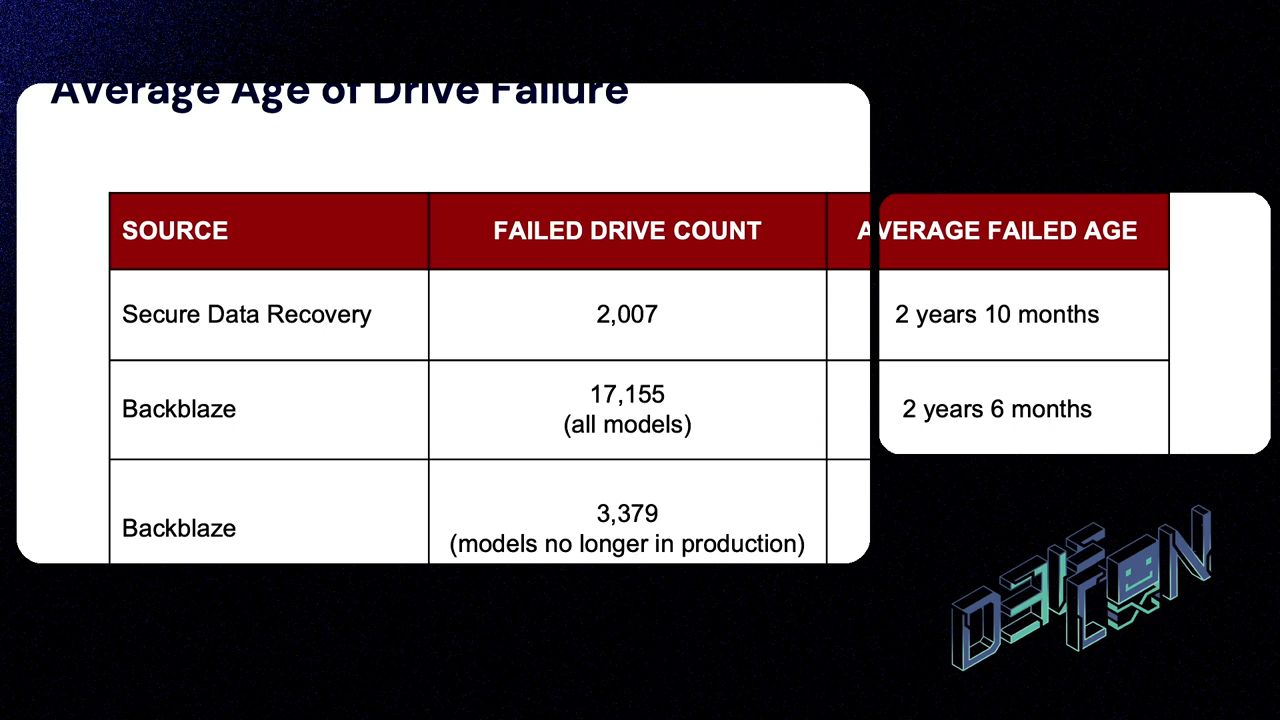 Average Age of Drive Failure
SOURCE FAILED DRIVE COUNT AVERAGE FAILED AGE
Secure Data Recovery 2,007 2 years 10 months
Backblaze 17,155 2 years 6 months
(all models)
Backblaze 3,379
(models no longer in production)
DEF CON